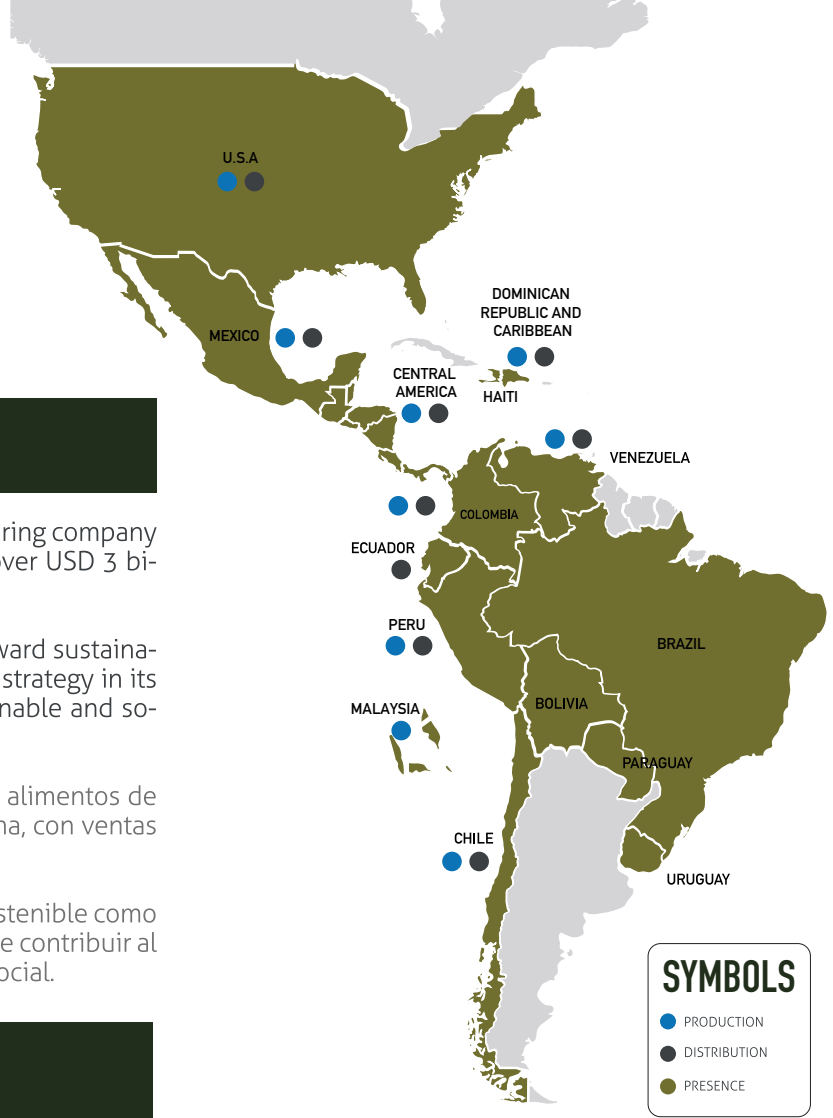 U.S.A
MEXICO
DOMINICAN
REPUBLIC AND
CARIBBEAN
CENTRAL
AMERICA
HAITI
VENEZUELA
COLOMBIA
ECUADOR
PERU
BRAZIL
MALAYSIA
BOLIVIA
PARAGUAY
CHILE
URUGUAY
ring company
over USD 3 bi-
ward sustaina-
strategy in its
nable and so-
alimentos de
na, con ventas
stenible como
e contribuir al
ocial.
SYMBOLS
PRODUCTION
DISTRIBUTION
PRESENCE